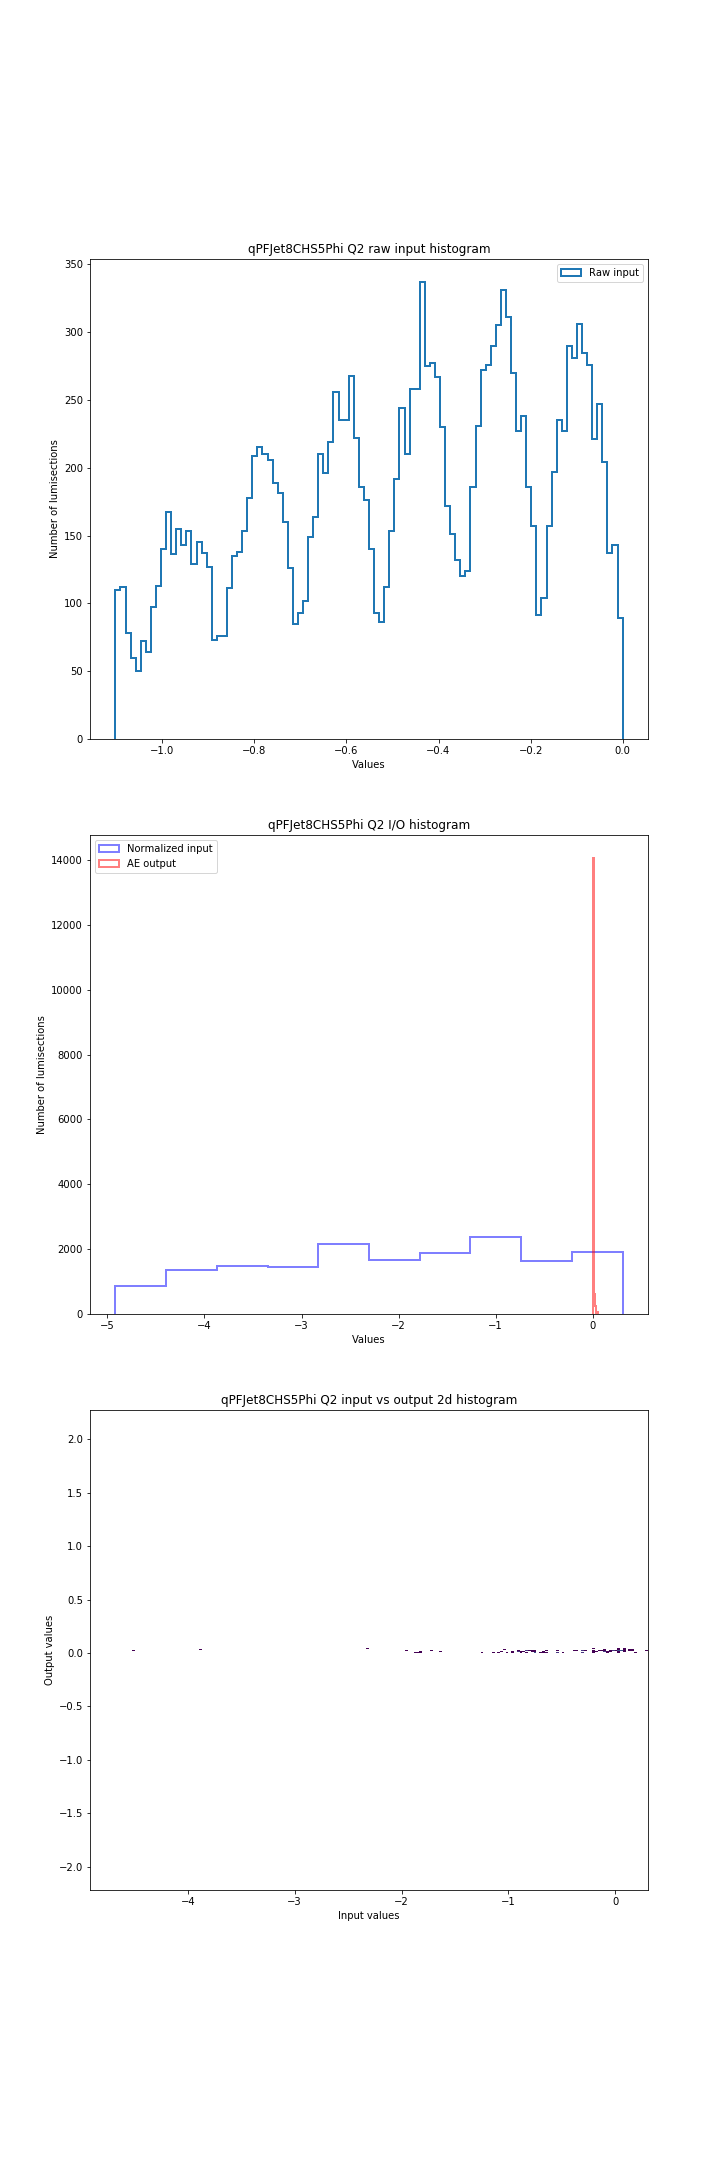 qPFJet8CHS5Phi Q2 raw input histogram
350
300
250
200
150
100
50
0
Number of lumisections
Raw input
−1.0 −0.8 −0.6 −0.4 −0.2 0.0
Values
qPFJet8CHS5Phi Q2 I/O histogram
14000
12000
10000
8000
6000
4000
2000
0
Number of lumisections
Normalized input
AE output
−5 −4 −3 −2 −1 0
Values
qPFJet8CHS5Phi Q2 input vs output 2d histogram
2.0
1.5
1.0
0.5
0.0
−0.5
−1.0
−1.5
−2.0
Output values
−4 −3 −2 −1 0
Input values